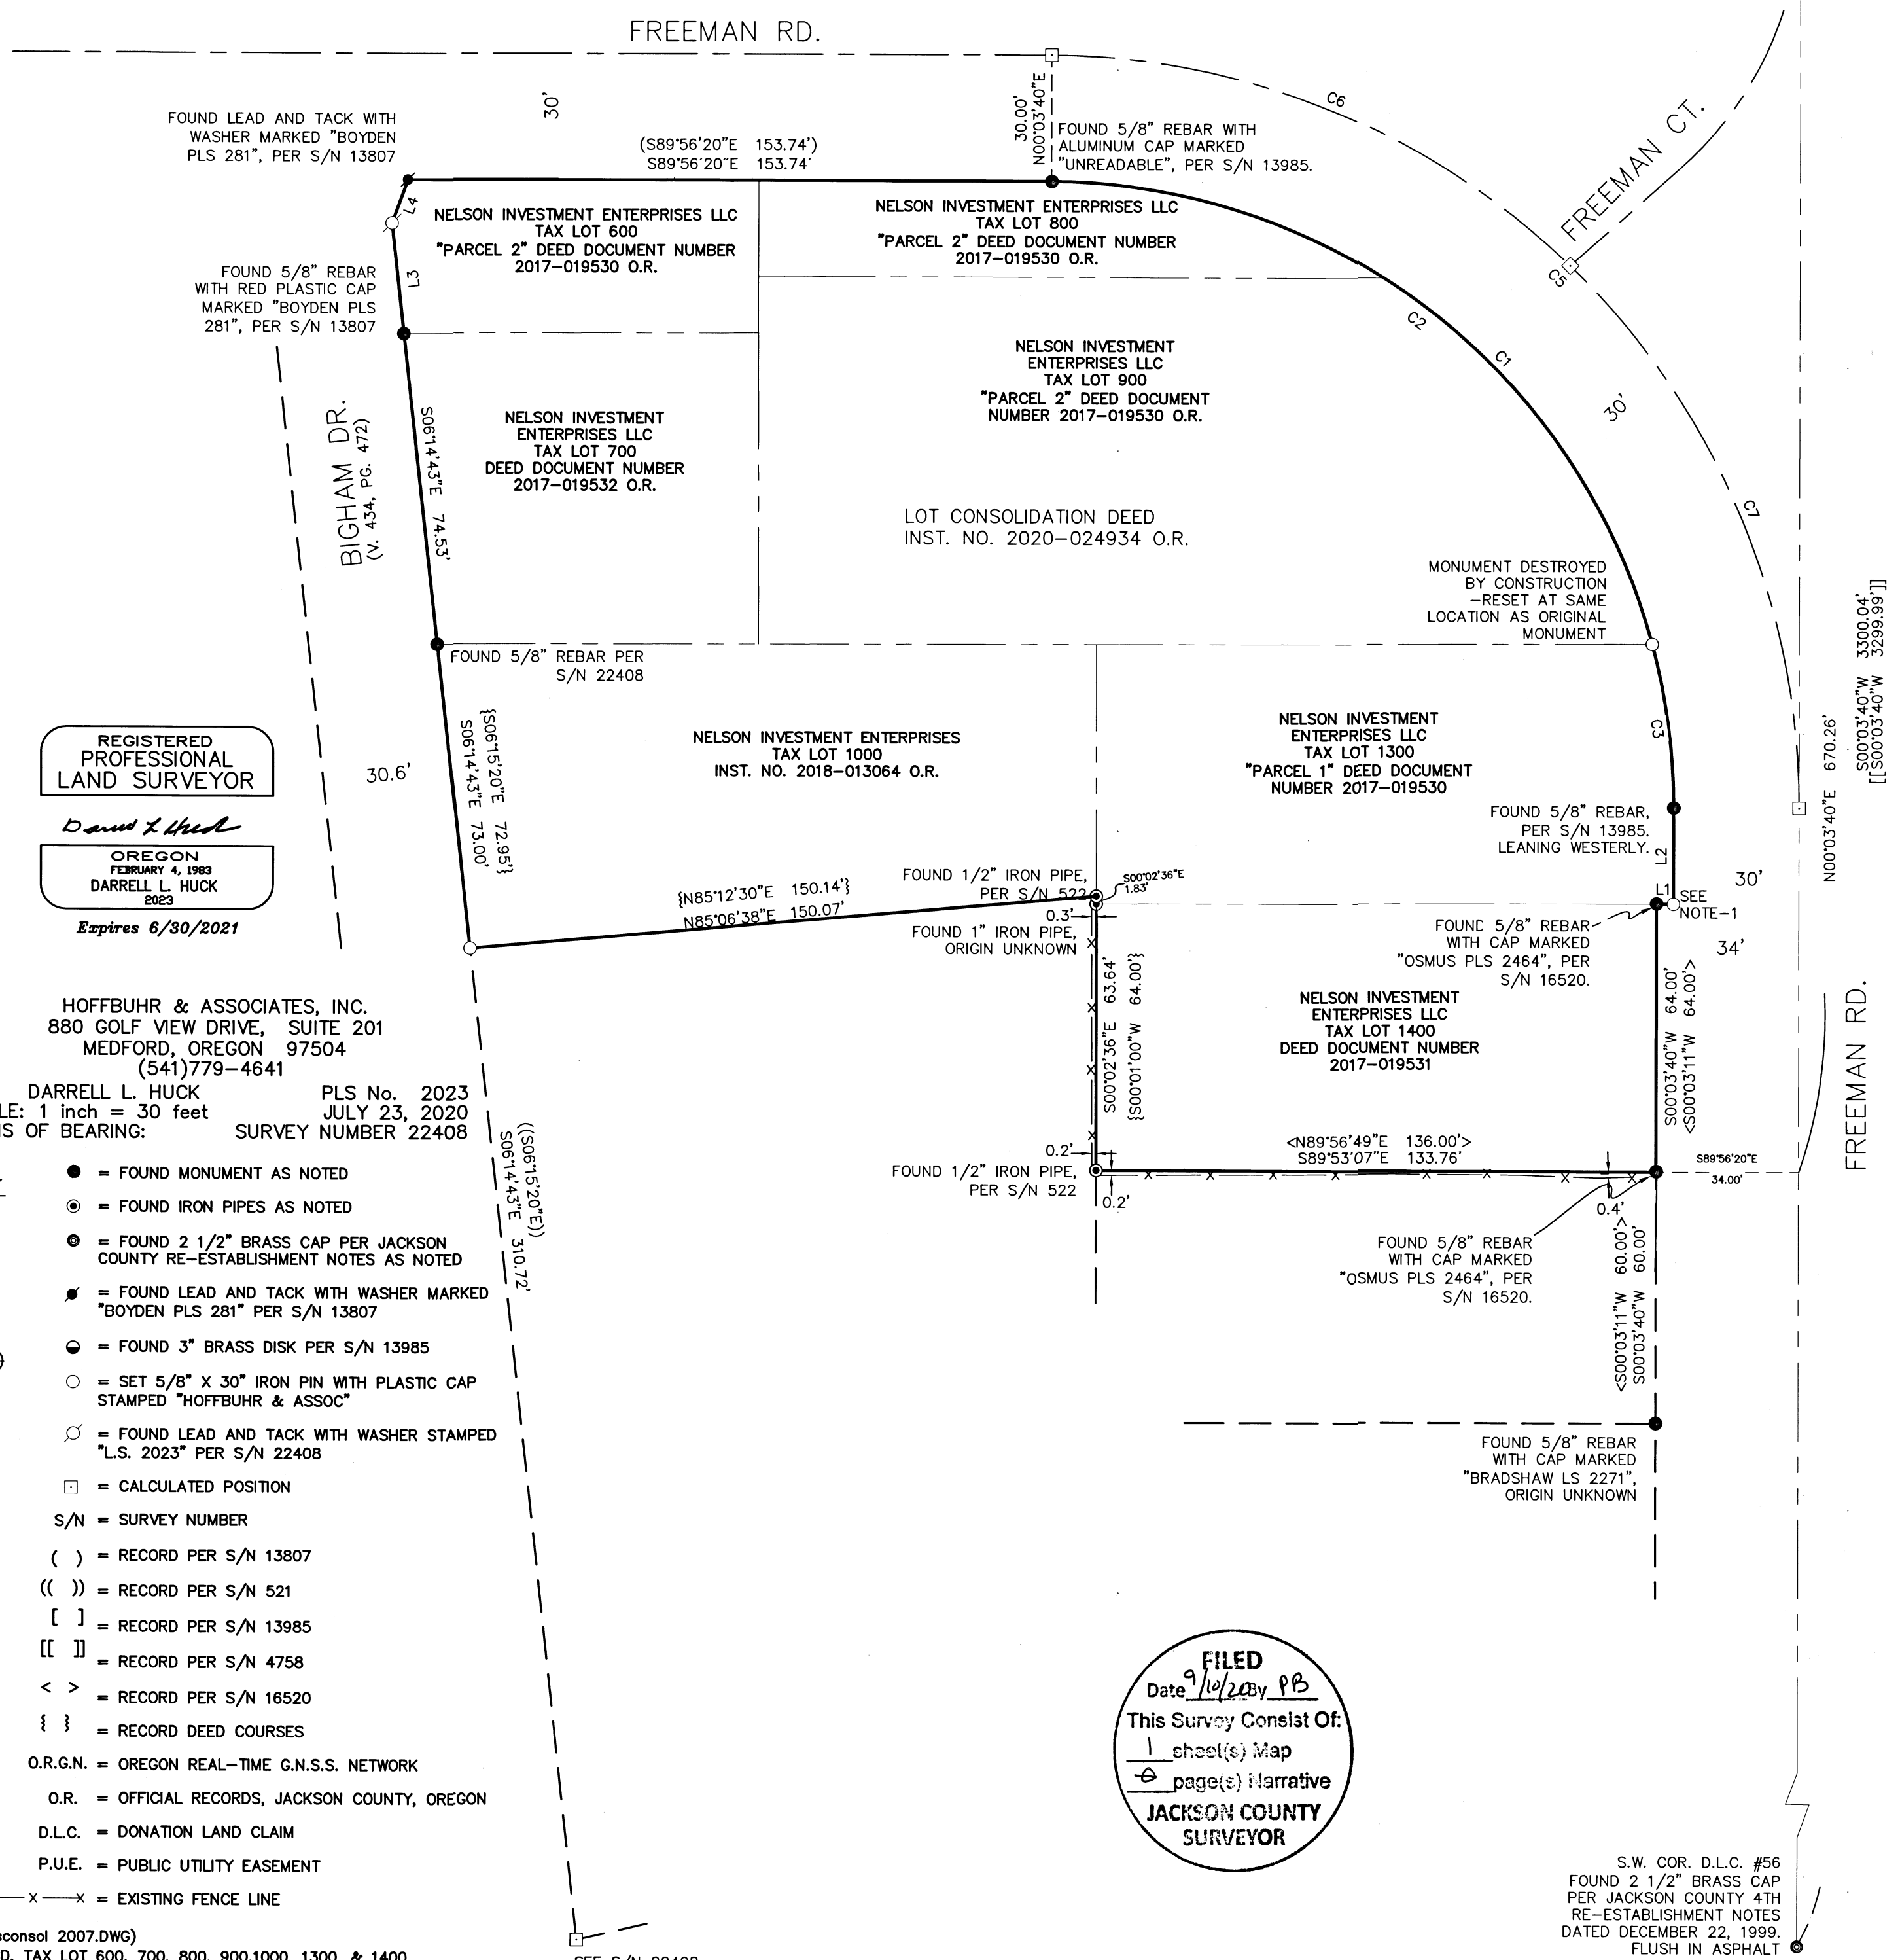 FREEMAN RD.
FOUND LEAD AND TACK WITH
WASHER MARKED "BOYDEN
PLS 281", PER S/N 13807
30'
(S89°56'20"E 153.74')
S89°56'20"E 153.74'
30.00'
N00°03'40"E
FOUND 5/8" REBAR WITH
ALUMINUM CAP MARKED
"UNREADABLE", PER S/N 13985.
C6
FREEMAN CT.
C5
L4
L3
NELSON INVESTMENT ENTERPRISES LLC
TAX LOT 600
"PARCEL 2" DEED DOCUMENT NUMBER
2017-019530 O.R.
NELSON INVESTMENT ENTERPRISES LLC
TAX LOT 800
"PARCEL 2" DEED DOCUMENT NUMBER
2017-019530 O.R.
FOUND 5/8" REBAR
WITH RED PLASTIC CAP
MARKED "BOYDEN PLS
281", PER S/N 13807
C2
C1
30'
C7
NELSON INVESTMENT
ENTERPRISES LLC
TAX LOT 900
"PARCEL 2" DEED DOCUMENT
NUMBER 2017-019530 O.R.
BIGHAM DR.
(V. 434, PG. 472)
S06°14'43"E 74.53'
NELSON INVESTMENT
ENTERPRISES LLC
TAX LOT 700
DEED DOCUMENT NUMBER
2017-019532 O.R.
LOT CONSOLIDATION DEED
INST. NO. 2020-024934 O.R.
MONUMENT DESTROYED
BY CONSTRUCTION
-RESET AT SAME
LOCATION AS ORIGINAL
MONUMENT
N00°03'40"E 670.26'
S00°03'40"W 3300.04'
[[S00°03'40"W 3299.99']]
FOUND 5/8" REBAR PER
S/N 22408
{S06°15'20"E 72.95'}
S06°14'43"E 73.00'
NELSON INVESTMENT ENTERPRISES
TAX LOT 1000
INST. NO. 2018-013064 O.R.
NELSON INVESTMENT
ENTERPRISES LLC
TAX LOT 1300
"PARCEL 1" DEED DOCUMENT
NUMBER 2017-019530
C3
REGISTERED
PROFESSIONAL
LAND SURVEYOR
Darrell L Huck
OREGON
FEBRUARY 4, 1983
DARRELL L. HUCK
2023
Expires 6/30/2021
30.6'
FOUND 5/8" REBAR,
PER S/N 13985.
LEANING WESTERLY.
L2
L1
SEE
NOTE-1
30'
34'
{N85°12'30"E 150.14'}
N85°06'38"E 150.07'
FOUND 1/2" IRON PIPE,
PER S/N 522
S00°02'36"E
1.83'
0.3'
FOUND 1" IRON PIPE,
ORIGIN UNKNOWN
FOUND 5/8" REBAR
WITH CAP MARKED
"OSMUS PLS 2464", PER
S/N 16520.
S00°02'36"E 63.64'
{S00°01'00"W 64.00'}
NELSON INVESTMENT
ENTERPRISES LLC
TAX LOT 1400
DEED DOCUMENT NUMBER
2017-019531
S00°03'40"W 64.00'
<S00°03'11"W 64.00'>
FREEMAN RD.
HOFFBUHR & ASSOCIATES, INC.
880 GOLF VIEW DRIVE, SUITE 201
MEDFORD, OREGON 97504
(541)779-4641
DARRELL L. HUCK PLS No. 2023
LE: 1 inch = 30 feet JULY 23, 2020
IS OF BEARING: SURVEY NUMBER 22408
((S06°15'20"E))
S06°14'43"E 310.72'
<N89°56'49"E 136.00'>
S89°53'07"E 133.76'
0.2'
FOUND 1/2" IRON PIPE,
PER S/N 522
0.2'
0.4'
S89°56'20"E
34.00'
FOUND 5/8" REBAR
WITH CAP MARKED
"OSMUS PLS 2464", PER
S/N 16520.
<S00°03'11"W 60.00'>
S00°03'40"W 60.00'
FOUND 5/8" REBAR
WITH CAP MARKED
"BRADSHAW LS 2271",
ORIGIN UNKNOWN
= FOUND MONUMENT AS NOTED
= FOUND IRON PIPES AS NOTED
= FOUND 2 1/2" BRASS CAP PER JACKSON
COUNTY RE-ESTABLISHMENT NOTES AS NOTED
= FOUND LEAD AND TACK WITH WASHER MARKED
"BOYDEN PLS 281" PER S/N 13807
= FOUND 3" BRASS DISK PER S/N 13985
= SET 5/8" X 30" IRON PIN WITH PLASTIC CAP
STAMPED "HOFFBUHR & ASSOC"
= FOUND LEAD AND TACK WITH WASHER STAMPED
"L.S. 2023" PER S/N 22408
= CALCULATED POSITION
S/N = SURVEY NUMBER
( ) = RECORD PER S/N 13807
(( )) = RECORD PER S/N 521
[ ] = RECORD PER S/N 13985
[[ ]] = RECORD PER S/N 4758
< > = RECORD PER S/N 16520
{ } = RECORD DEED COURSES
O.R.G.N. = OREGON REAL-TIME G.N.S.S. NETWORK
O.R. = OFFICIAL RECORDS, JACKSON COUNTY, OREGON
D.L.C. = DONATION LAND CLAIM
P.U.E. = PUBLIC UTILITY EASEMENT
x x = EXISTING FENCE LINE
sconsol 2007.DWG)
D, TAX LOT 600, 700, 800, 900,1000, 1300, & 1400
FILED
Date 9/10/20 By PB
This Survey Consist Of:
1 sheet(s) Map
0 page(s) Narrative
JACKSON COUNTY
SURVEYOR
S.W. COR. D.L.C. #56
FOUND 2 1/2" BRASS CAP
PER JACKSON COUNTY 4TH
RE-ESTABLISHMENT NOTES
DATED DECEMBER 22, 1999.
FLUSH IN ASPHALT